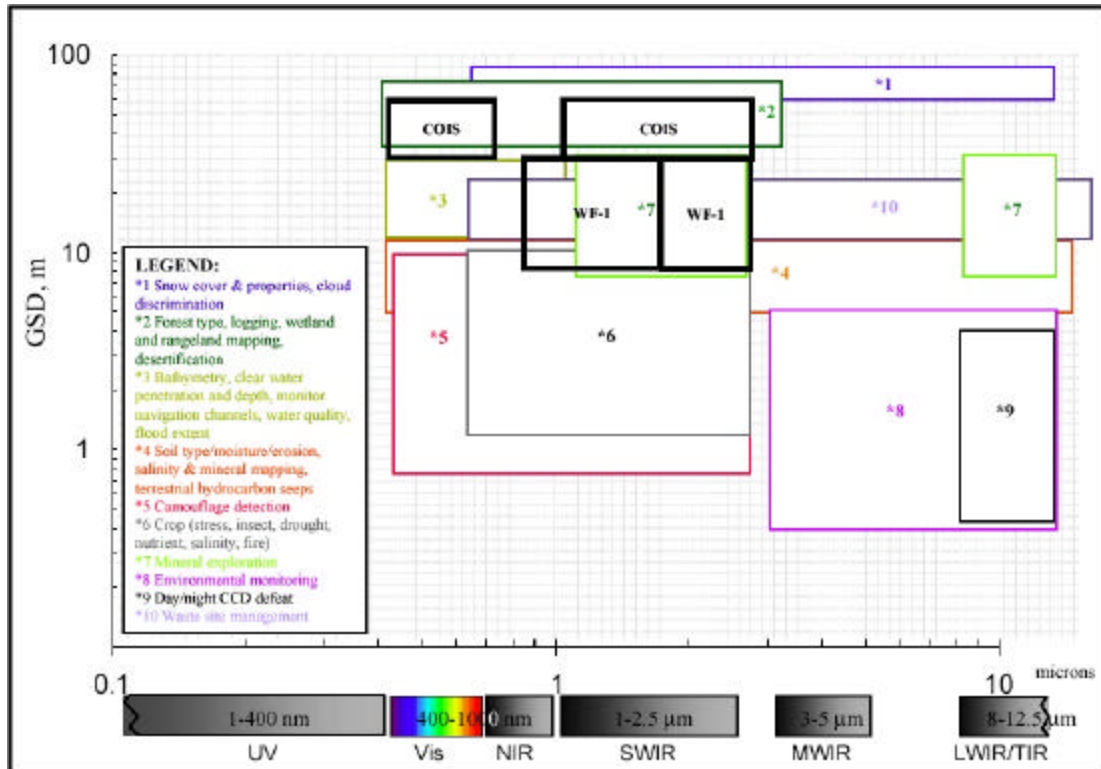 100
*1
COIS
COIS
*2
*3
WF-1
*7
WF-1
*10
*7
10
GSD, m
LEGEND:
*1 Snow cover & properties, cloud
discrimination
*2 Forest type, logging, wetland
and rangeland mapping,
desertification
*3 Bathymetry, clear water
penetration and depth, monitor
navigation channels, water quality,
flood extent
*4 Soil type/moisture/erosion,
salinity & mineral mapping,
terrestrial hydrocarbon seeps
*5 Camouflage detection
*6 Crop (stress, insect, drought,
nutrient, salinity, fire)
*7 Mineral exploration
*8 Environmental monitoring
*9 Day/night CCD defeat
*10 Waste site management
*4
*5
*6
*8
*9
1
0.1
1
10
microns
1-400 nm
400-1000 nm
1-2.5 µm
3-5 µm
8-12.5 µm
UV
Vis
NIR
SWIR
MWIR
LWIR/TIR